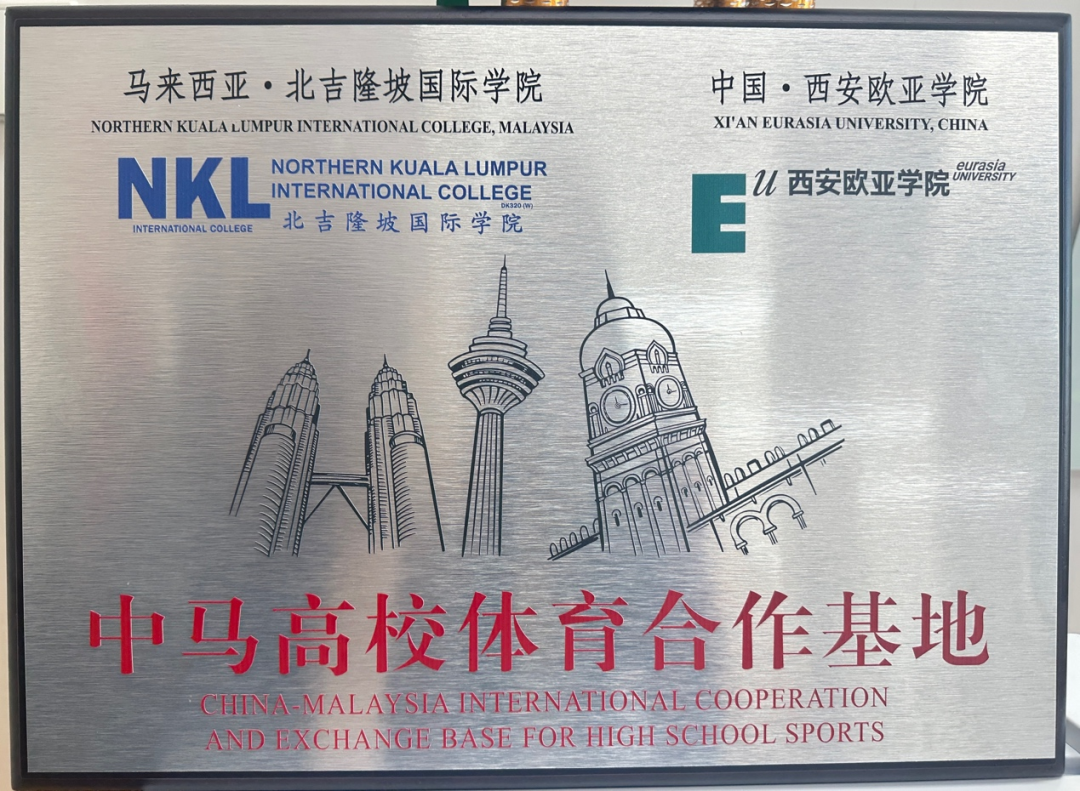 马来西亚·北吉隆坡国际学院
NORTHERN KUALA LUMPUR INTERNATIONAL COLLEGE, MALAYSIA
中国·西安欧亚学院
XI'AN EURASIA UNIVERSITY, CHINA
NKL
INTERNATIONAL COLLEGE
NORTHERN KUALA LUMPUR
INTERNATIONAL COLLEGE
DK320 (W)
北吉隆坡国际学院
E
u
西安欧亚学院
eurasia
UNIVERSITY
中马高校体育合作基地
CHINA-MALAYSIA INTERNATIONAL COOPERATION
AND EXCHANGE BASE FOR HIGH SCHOOL SPORTS